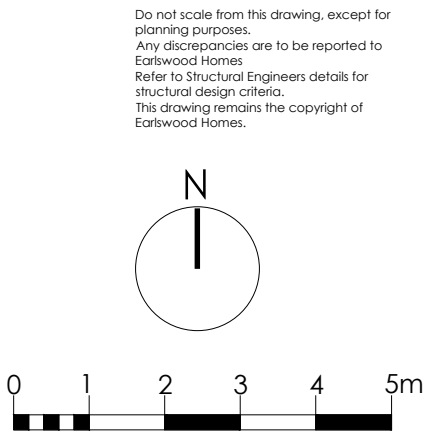 Do not scale from this drawing, except for
planning purposes.
Any discrepancies are to be reported to
Earlswood Homes
Refer to Structural Engineers details for
structural design criteria.
This drawing remains the copyright of
Earlswood Homes.
N
0 1 2 3 4 5m